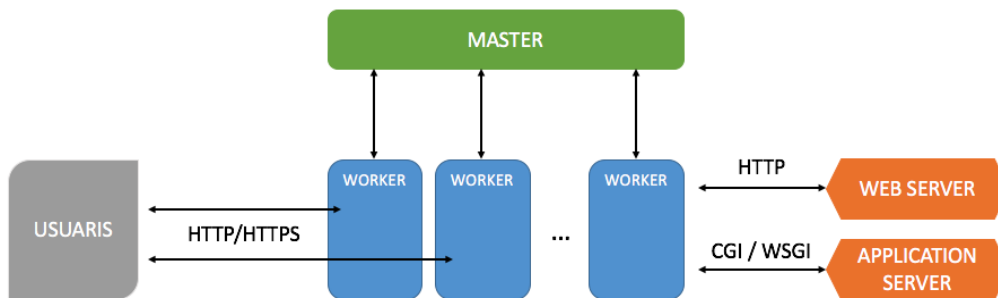 MASTER
WORKER
WORKER
WORKER
HTTP
WEB SERVER
USUARIS
HTTP/HTTPS
...
CGI / WSGI
APPLICATION
SERVER